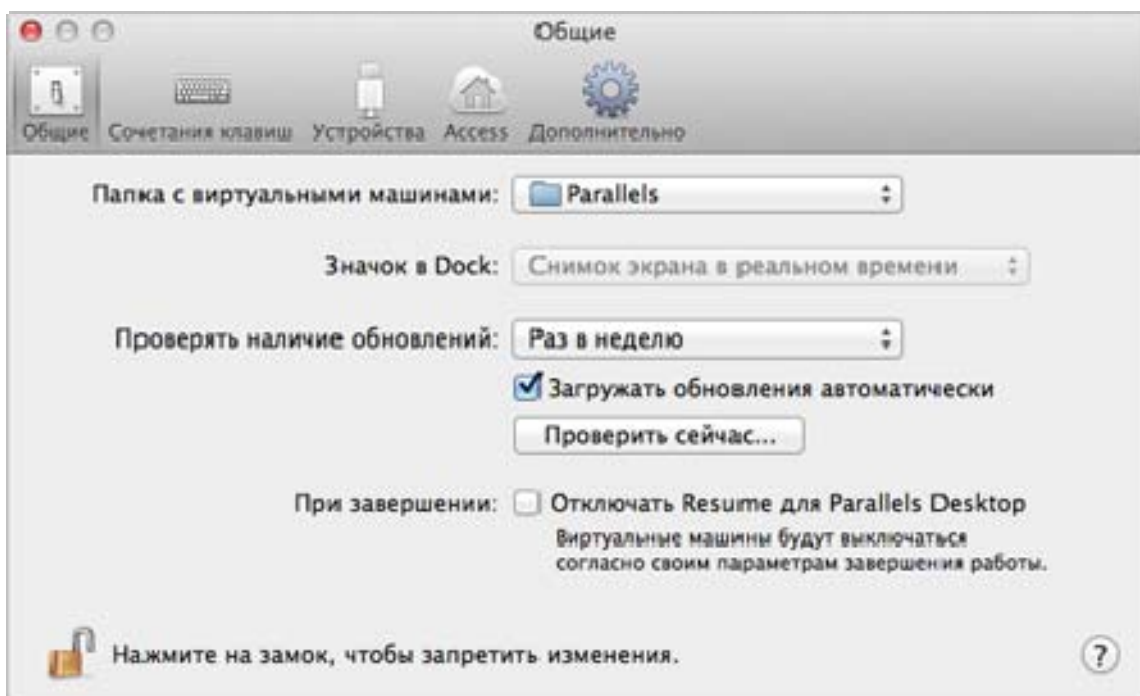 Общие
Общие Сочетания клавиш Устройства Access Дополнительно
Папка с виртуальными машинами: Parallels
Значок в Dock: Снимок экрана в реальном времени
Проверять наличие обновлений: Раз в неделю
Загружать обновления автоматически
Проверить сейчас...
При завершении: Отключать Resume для Parallels Desktop
Виртуальные машины будут выключаться
согласно своим параметрам завершения работы.
Нажмите на замок, чтобы запретить изменения. ?